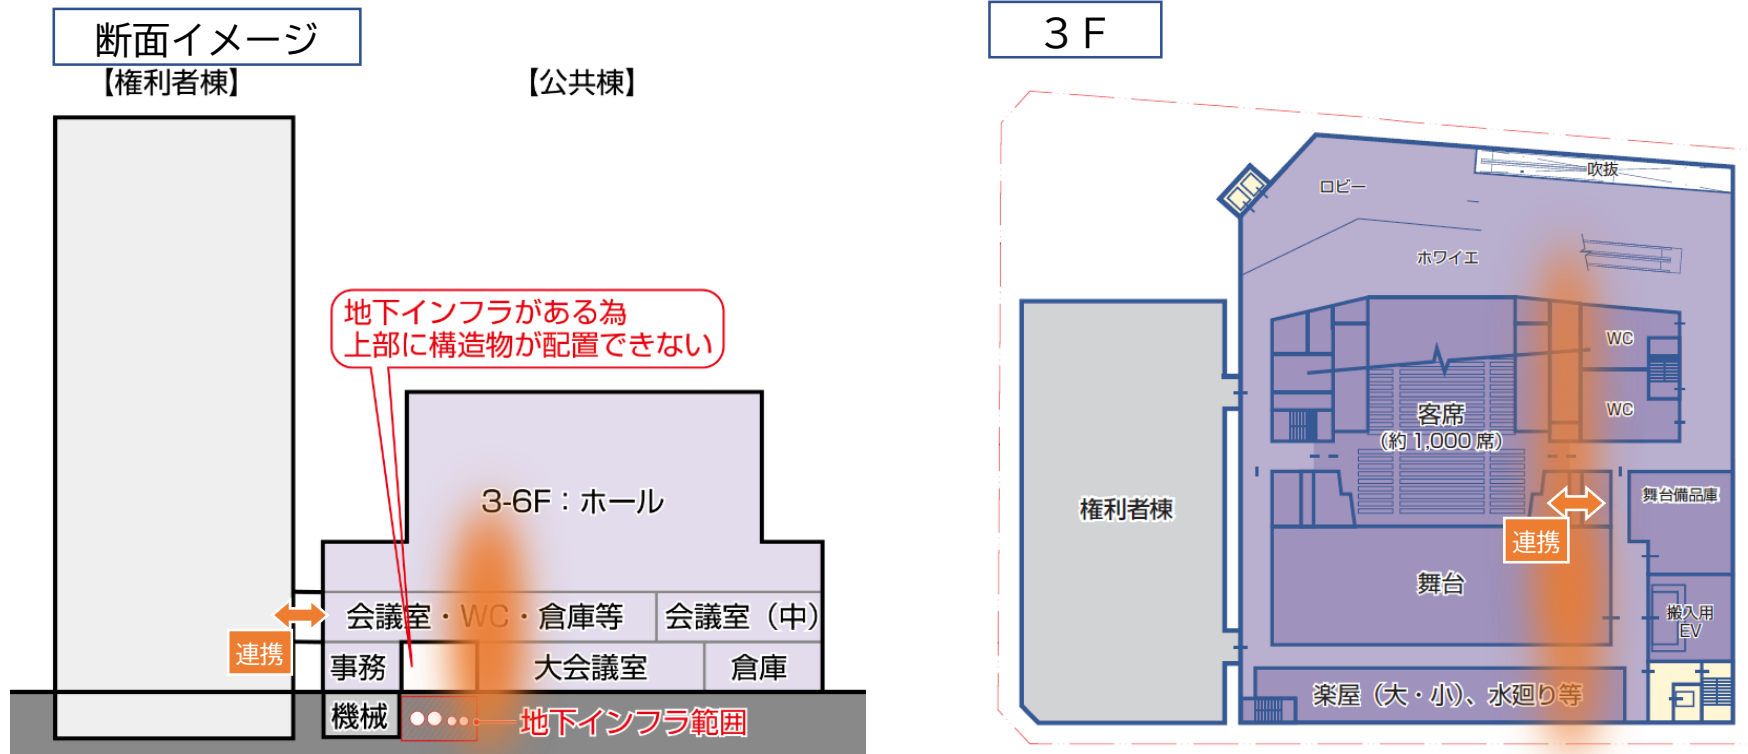 断面イメージ
【権利者棟】
【公共棟】
地下インフラがある為
上部に構造物が配置できない
3-6F：ホール
会議室・WC・倉庫等
会議室（中）
連携
事務
大会議室
倉庫
機械
地下インフラ範囲
３Ｆ
吹抜
ロビー
ホワイエ
WC
WC
客席
（約 1,000 席）
権利者棟
舞台備品庫
連携
舞台
搬入用
EV
楽屋（大・小）、水廻り等